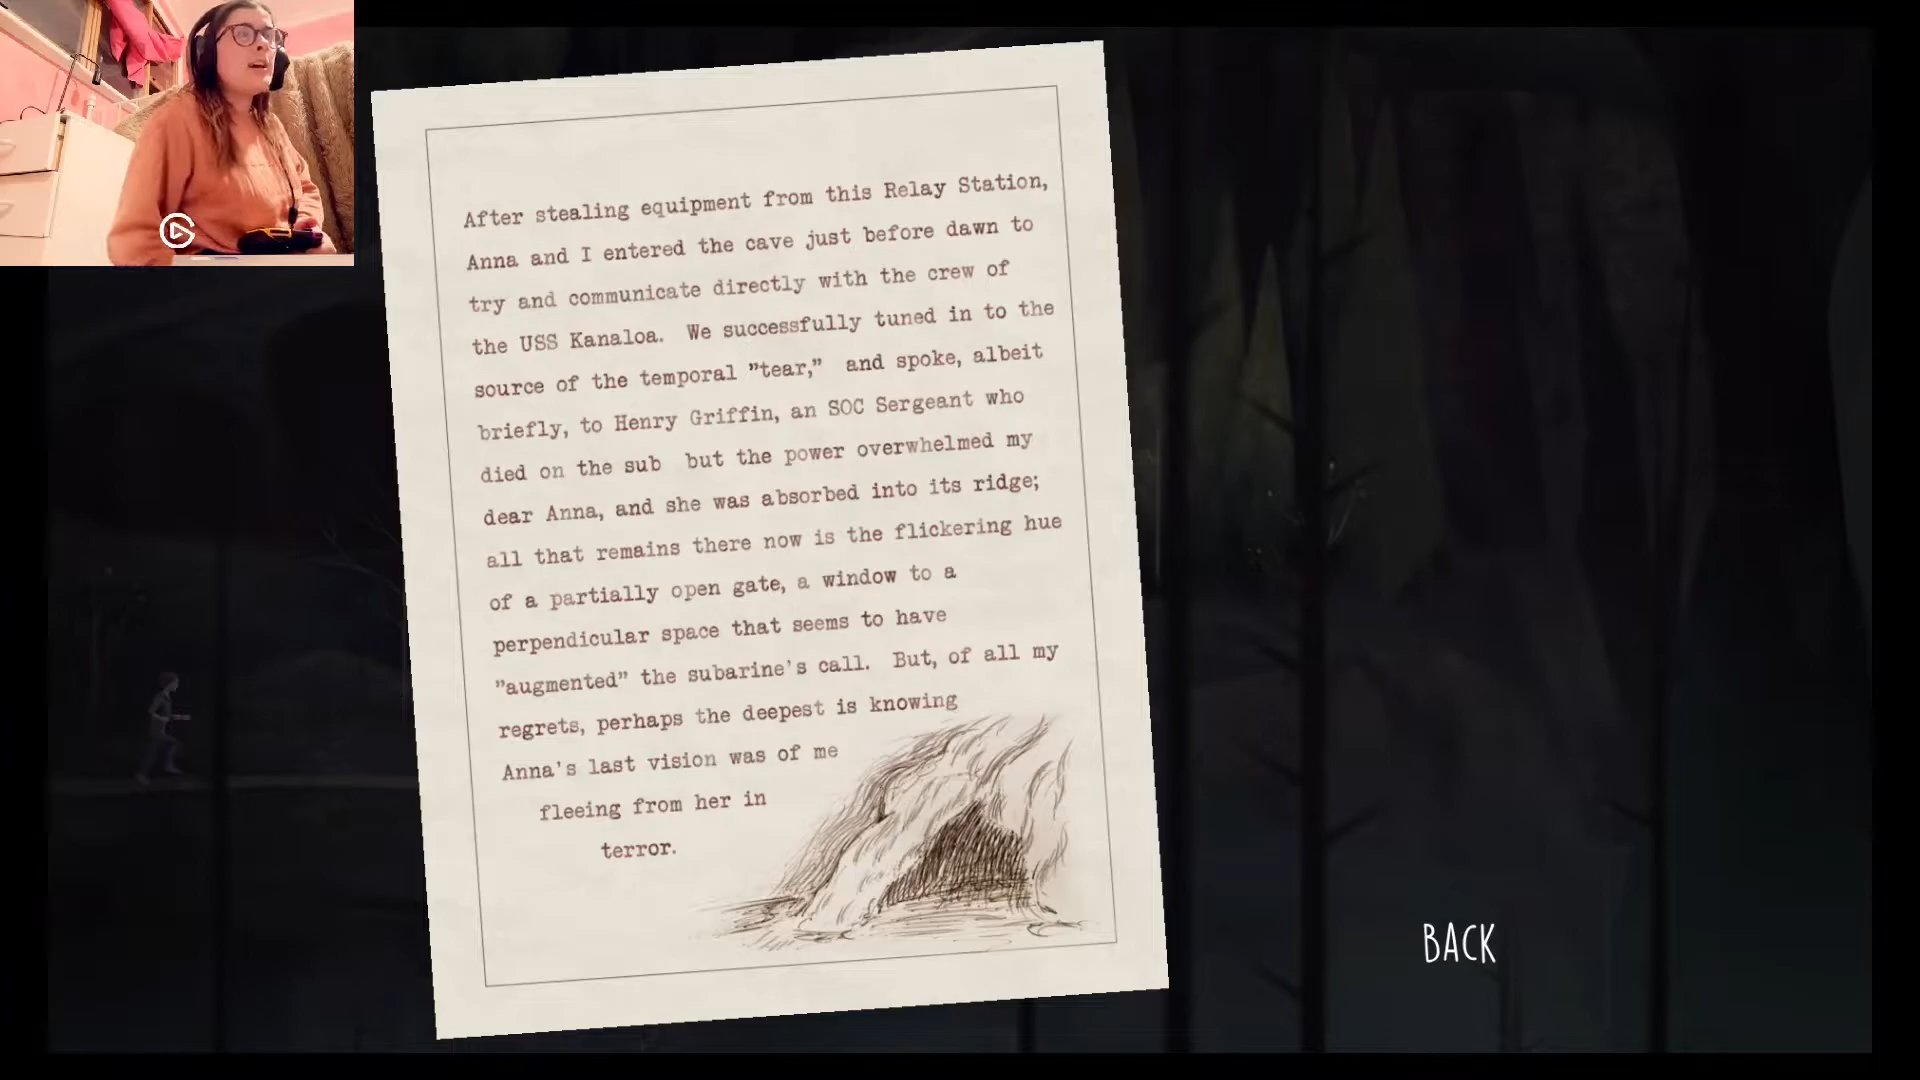 After stealing equipment from this Relay Station,
Anna and I entered the cave just before dawn to
try and communicate directly with the crew of
the USS Kanaloa. We successfully tuned in to the
source of the temporal "tear," and spoke, albeit
briefly, to Henry Griffin, an SOC Sergeant who
died on the sub but the power overwhelmed my
dear Anna, and she was absorbed into its ridge;
all that remains there now is the flickering hue
of a partially open gate, a window to a
perpendicular space that seems to have
"augmented" the subarine's call. But, of all my
regrets, perhaps the deepest is knowing
Anna's last vision was of me
fleeing from her in
terror.
BACK